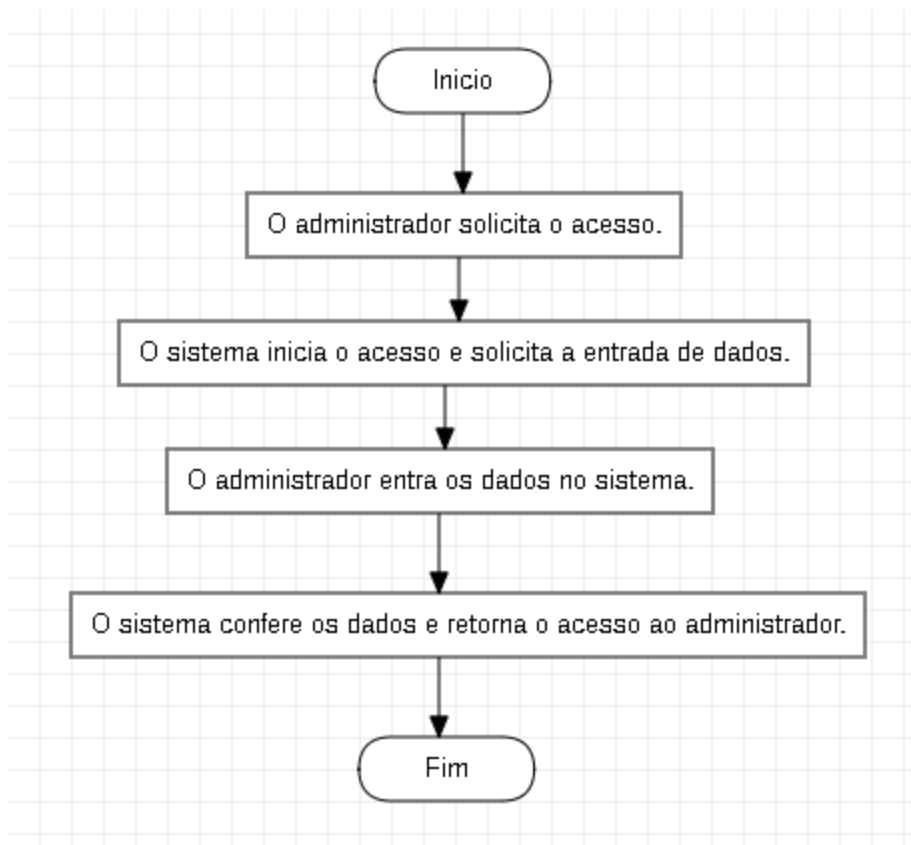 Inicio
O administrador solicita o acesso.
O sistema inicia o acesso e solicita a entrada de dados.
O administrador entra os dados no sistema.
O sistema confere os dados e retorna o acesso ao administrador.
Fim